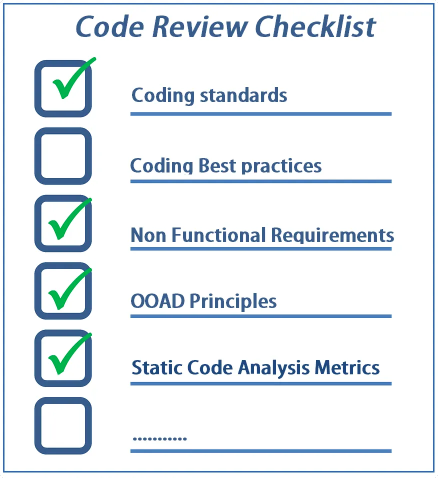 Code Review Checklist
Coding standards
Coding Best practices
Non Functional Requirements
OOAD Principles
Static Code Analysis Metrics
...........